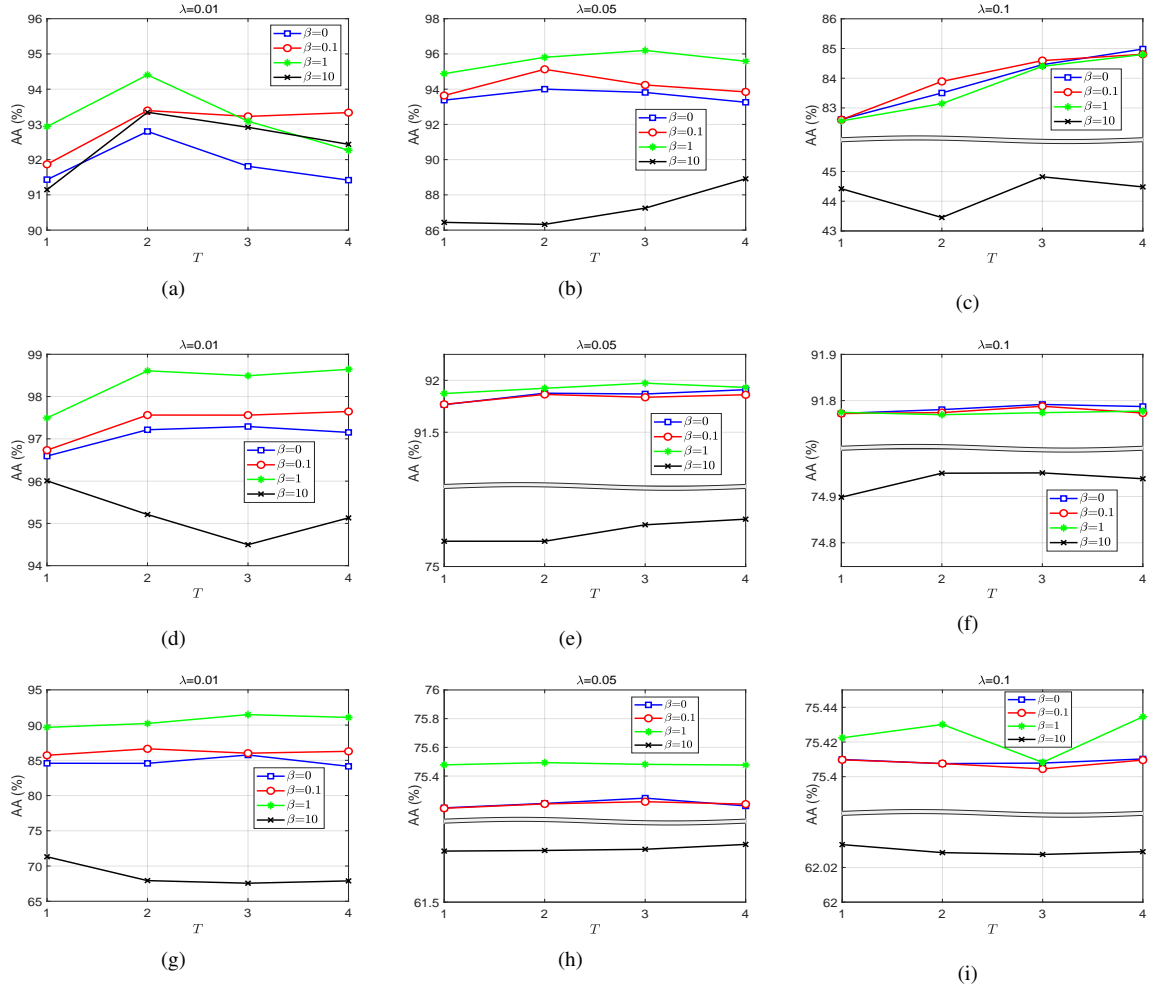 λ=0.01
AA (%)
96
95
94
93
92
91
90
1
2
3
4
T
β=0
β=0.1
β=1
β=10
(a)
λ=0.05
AA (%)
98
96
94
92
90
88
86
1
2
3
4
T
β=0
β=0.1
β=1
β=10
(b)
λ=0.1
AA (%)
86
85
84
83
45
44
43
1
2
3
4
T
β=0
β=0.1
β=1
β=10
(c)
λ=0.01
AA (%)
99
98
97
96
95
94
1
2
3
4
T
β=0
β=0.1
β=1
β=10
(d)
λ=0.05
AA (%)
92
91.5
75
1
2
3
4
T
β=0
β=0.1
β=1
β=10
(e)
λ=0.1
AA (%)
91.9
91.8
74.9
74.8
1
2
3
4
T
β=0
β=0.1
β=1
β=10
(f)
λ=0.01
AA (%)
95
90
85
80
75
70
65
1
2
3
4
T
β=0
β=0.1
β=1
β=10
(g)
λ=0.05
AA (%)
76
75.8
75.6
75.4
61.5
1
2
3
4
T
β=0
β=0.1
β=1
β=10
(h)
λ=0.1
AA (%)
75.44
75.42
75.4
62.02
62
1
2
3
4
T
β=0
β=0.1
β=1
β=10
(i)